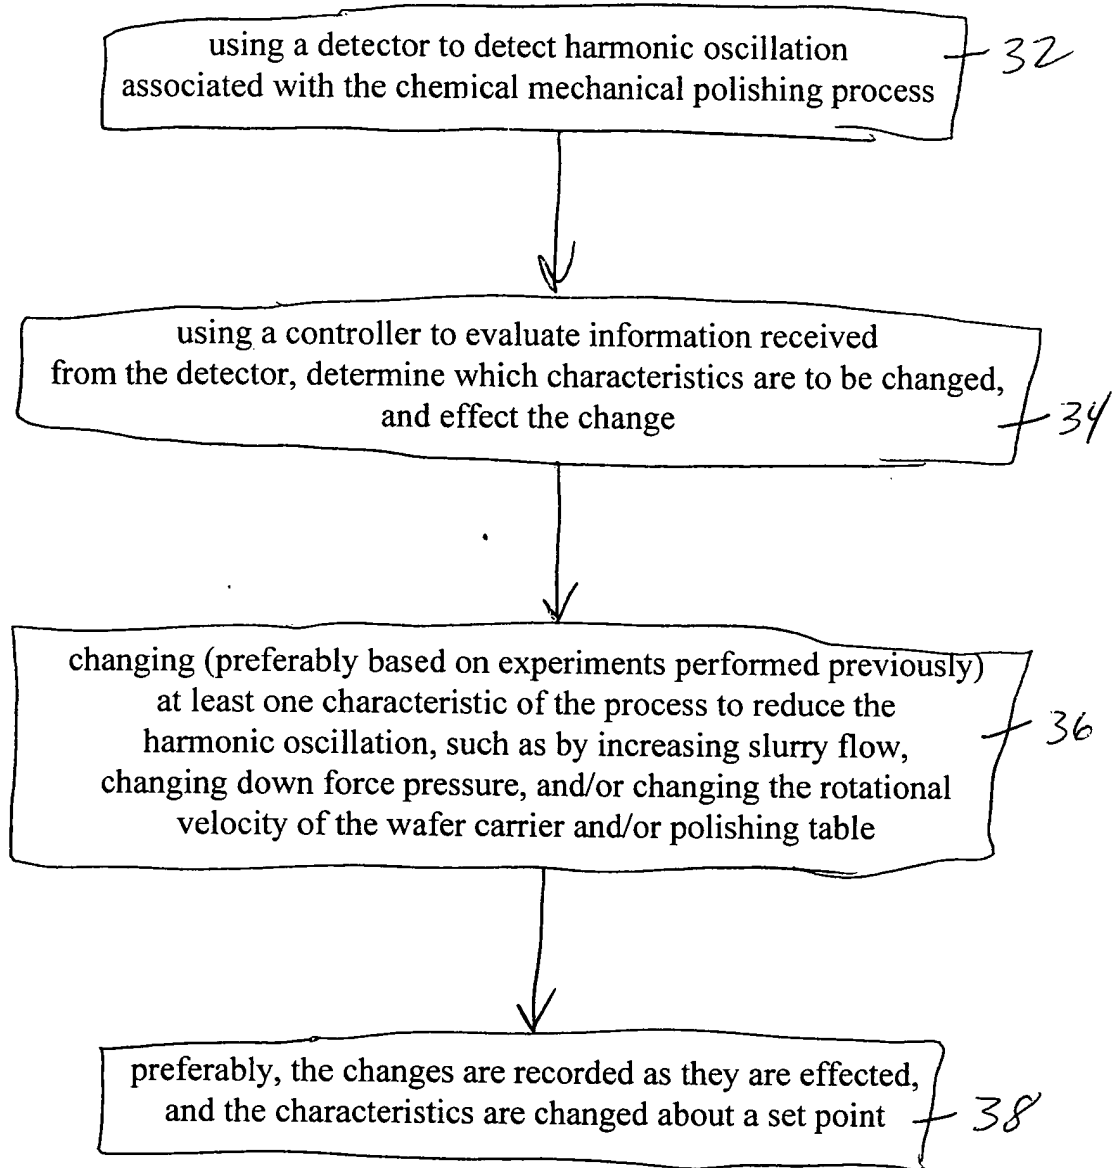 using a detector to detect harmonic oscillation
associated with the chemical mechanical polishing process
32
using a controller to evaluate information received
from the detector, determine which characteristics are to be changed,
and effect the change
34
changing (preferably based on experiments performed previously)
at least one characteristic of the process to reduce the
harmonic oscillation, such as by increasing slurry flow,
changing down force pressure, and/or changing the rotational
velocity of the wafer carrier and/or polishing table
36
preferably, the changes are recorded as they are effected,
and the characteristics are changed about a set point
38